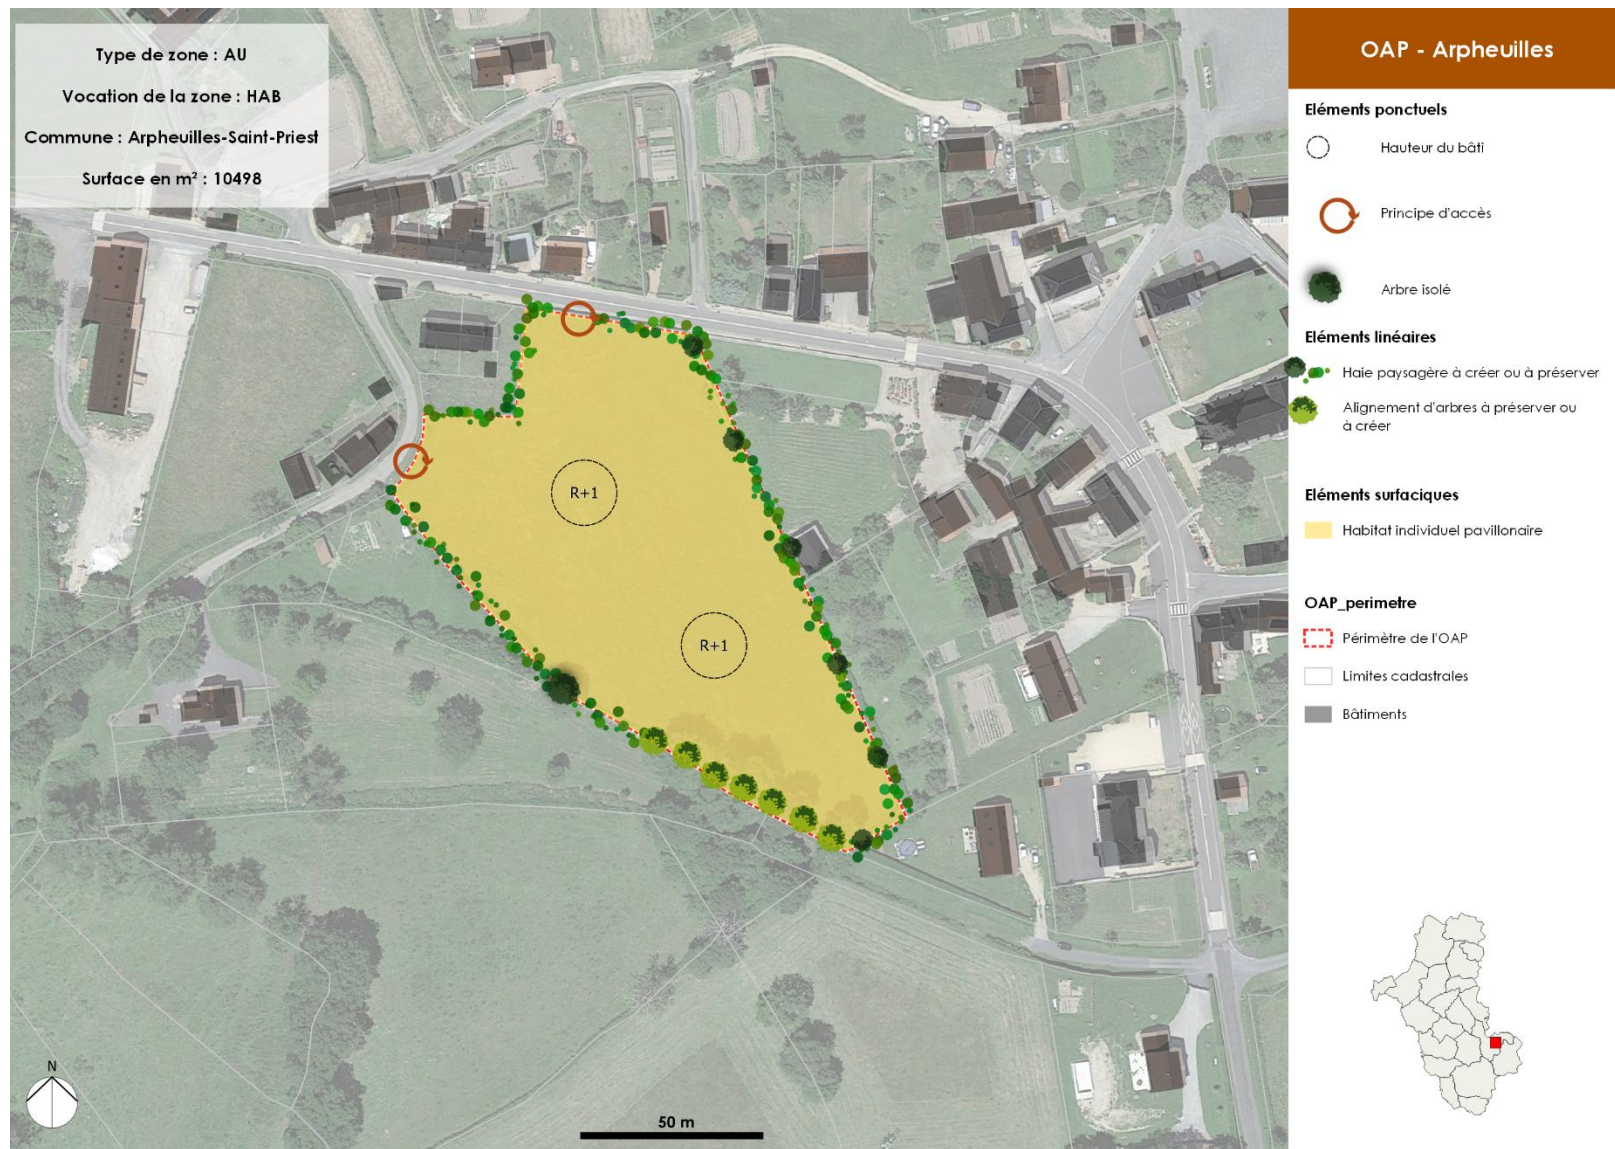 Type de zone : AU
Vocation de la zone : HAB
Commune : Arpheuilles-Saint-Priest
Surface en m² : 10498
R+1
R+1
N
50 m
OAP - Arpheuilles
Eléments ponctuels
Hauteur du bâti
Principe d'accès
Arbre isolé
Eléments linéaires
Haie paysagère à créer ou à préserver
Alignement d'arbres à préserver ou
à créer
Eléments surfaciques
Habitat individuel pavillonaire
OAP_perimetre
Périmètre de l'OAP
Limites cadastrales
Bâtiments